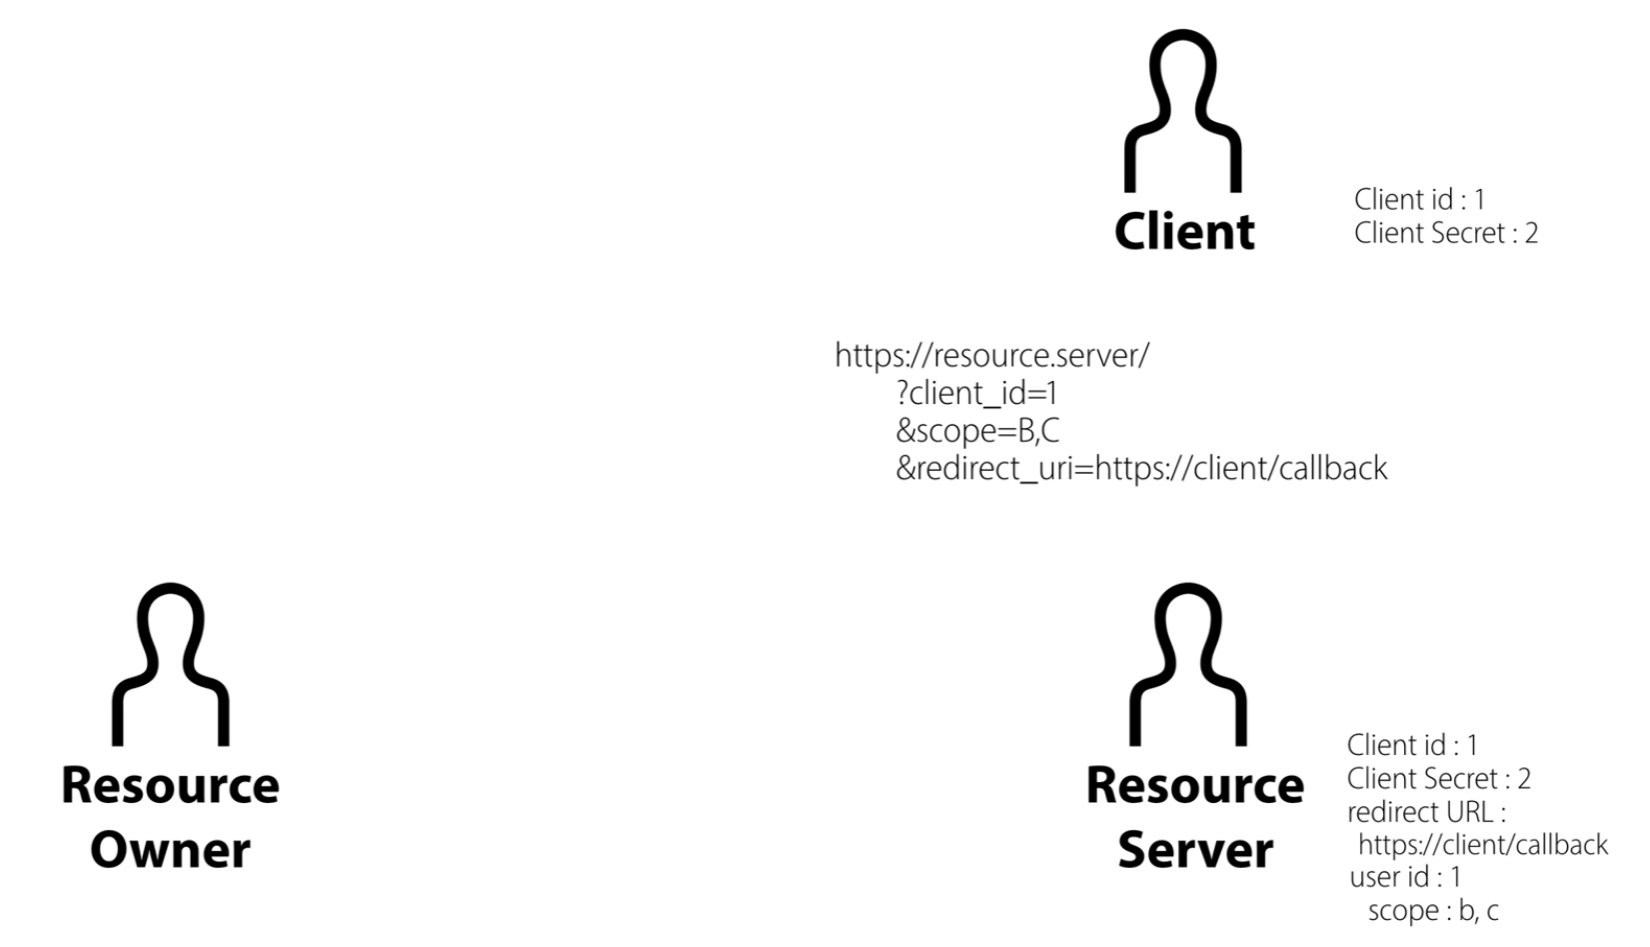 Client
Client id : 1
Client Secret : 2
https://resource.server/
?client_id=1
&scope=B,C
&redirect_uri=https://client/callback
Resource
Owner
Resource
Server
Client id : 1
Client Secret : 2
redirect URL :
https://client/callback
user id : 1
scope : b, c